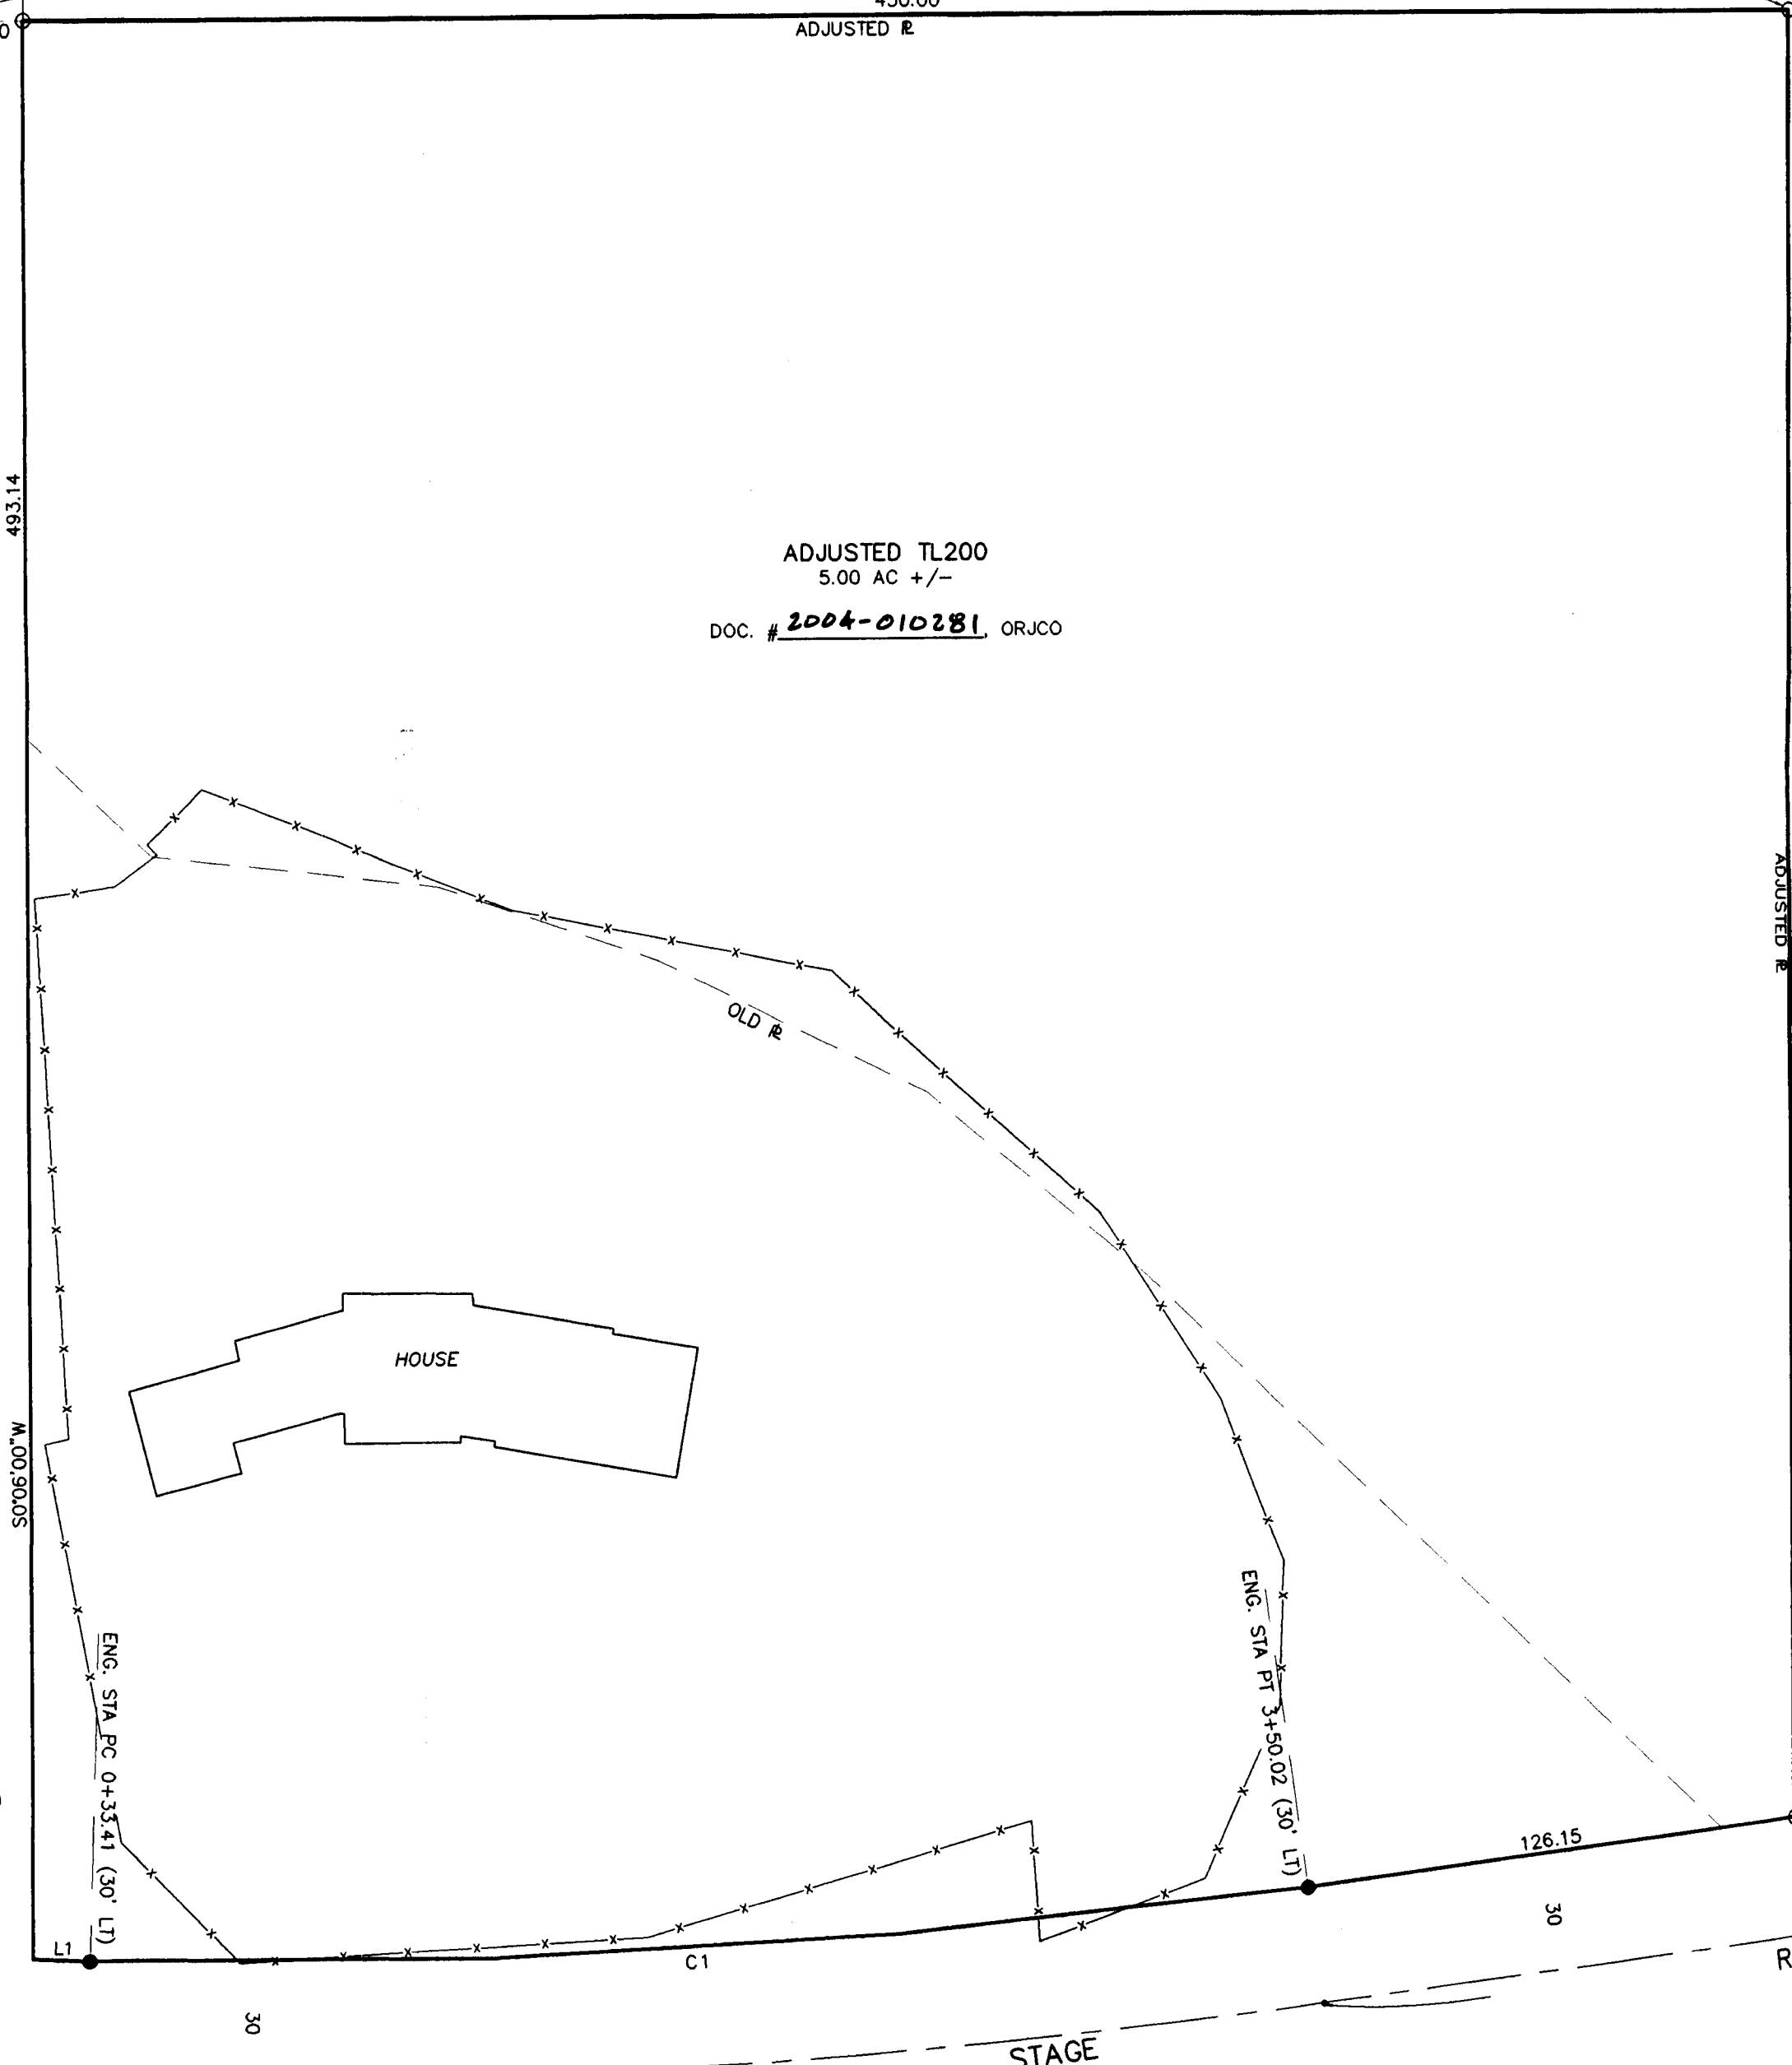 ADJUSTED ⅊
493.14
ADJUSTED TL200
5.00 AC +/-
DOC. # 2004-010281, ORJCO
ADJUSTED ⅊
OLD ⅊
HOUSE
S0°06'00"W
ENG. STA PC 0+33.41 (30' LT)
ENG. STA PT 3+50.02 (30' LT)
126.15
30
L1
C1
R
30
STAGE